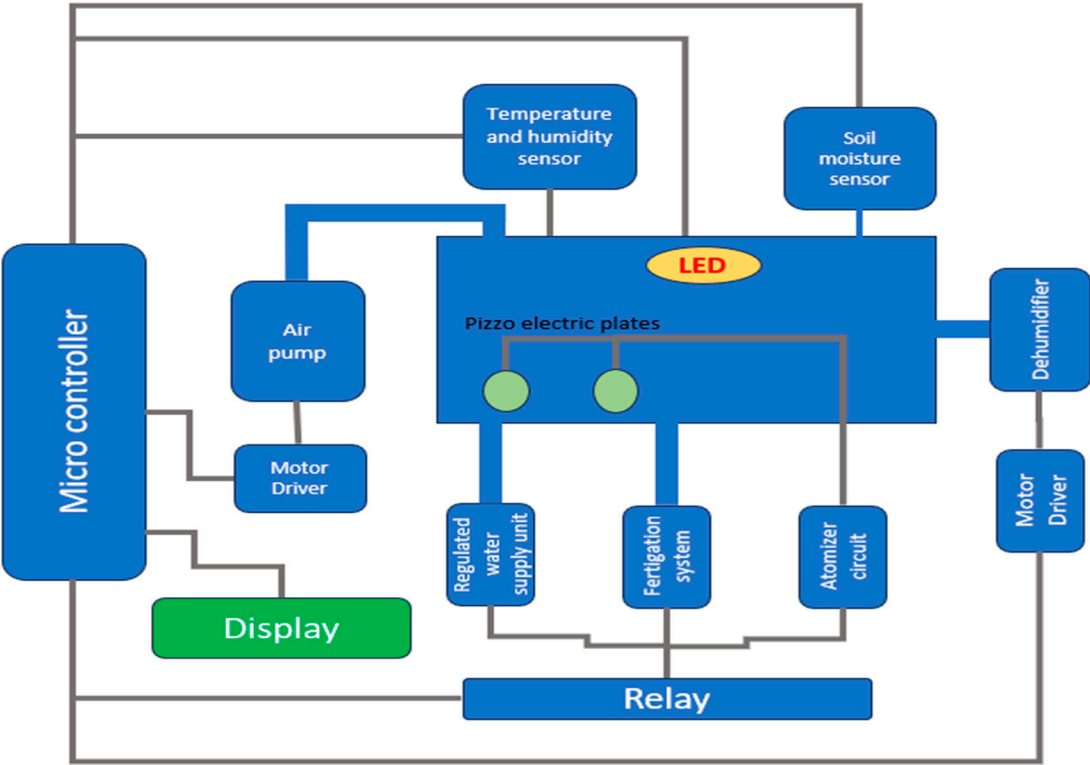 Temperature
and humidity
sensor
Soil
moisture
sensor
LED
Micro controller
Air
pump
Pizzo electric plates
Dehumidifier
Motor
Driver
Motor
Driver
Regulated
water
supply unit
Fertigation
system
Atomizer
circuit
Display
Relay